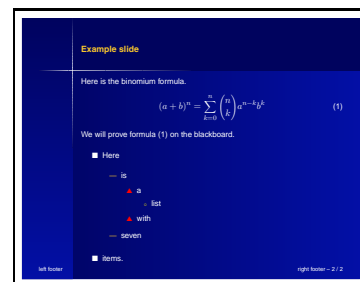 Example slide
Here is the binomium formula.
(a + b)^n = \sum_{k=0}^{n} \binom{n}{k} a^{n-k} b^k (1)
We will prove formula (1) on the blackboard.
■ Here
— is
▲ a
▫ list
▲ with
— seven
■ items.
left footer right footer – 2 / 2